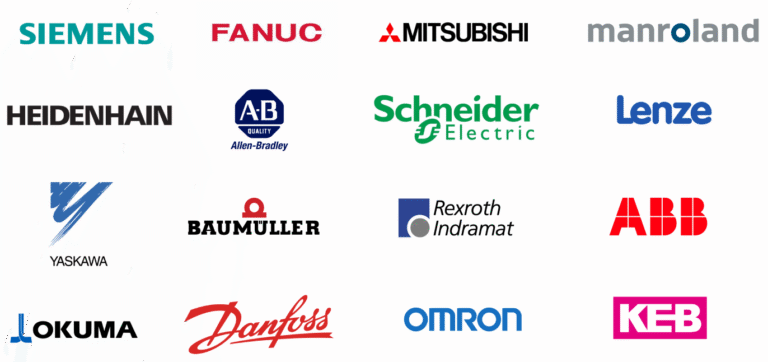 SIEMENS
FANUC
MITSUBISHI
manroland
HEIDENHAIN
A-B
QUALITY
Allen-Bradley
Schneider
Electric
Lenze
YASKAWA
BAUMÜLLER
Rexroth
Indramat
ABB
OKUMA
Danfoss
OMRON
KEB